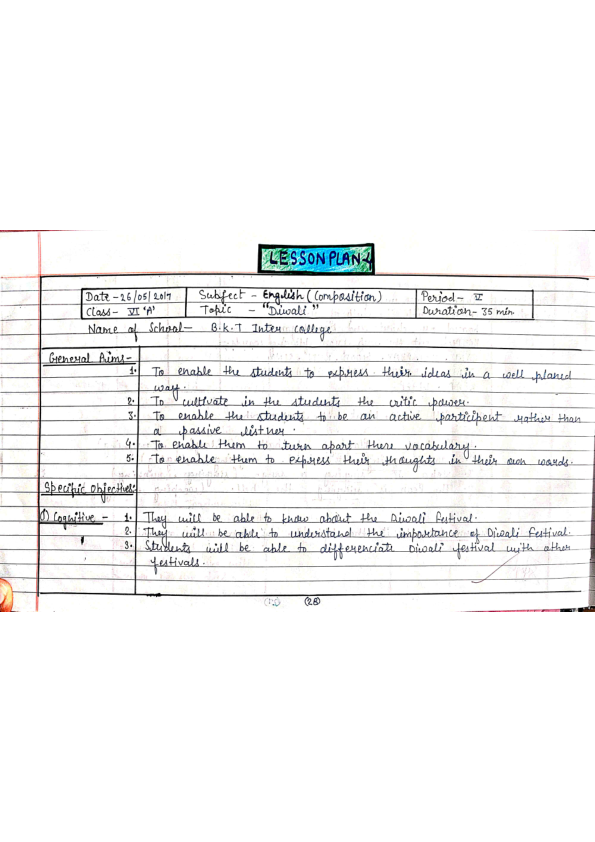 LESSON PLAN
Date - 26/05/2017 Subject - English (Composition) Period - V
Class - VI 'A' Topic - "Diwali" Duration - 35 min
Name of School - B.K.T Inter college
General Aims -
1. To enable the students to express their ideas in a well planed
way.
2. To cultivate in the students the critic power.
3. To enable the students to be an active participent rather than
a passive listner.
4. To enable them to turn apart there vocabulary.
5. To enable them to express their thoughts in their own words.
Specific objective:
① Cognitive - 1. They will be able to know about the Diwali festival.
2. They will be able to understand the importance of Diwali festival.
3. Students will be able to differenciate Diwali festival with other
festivals.
28